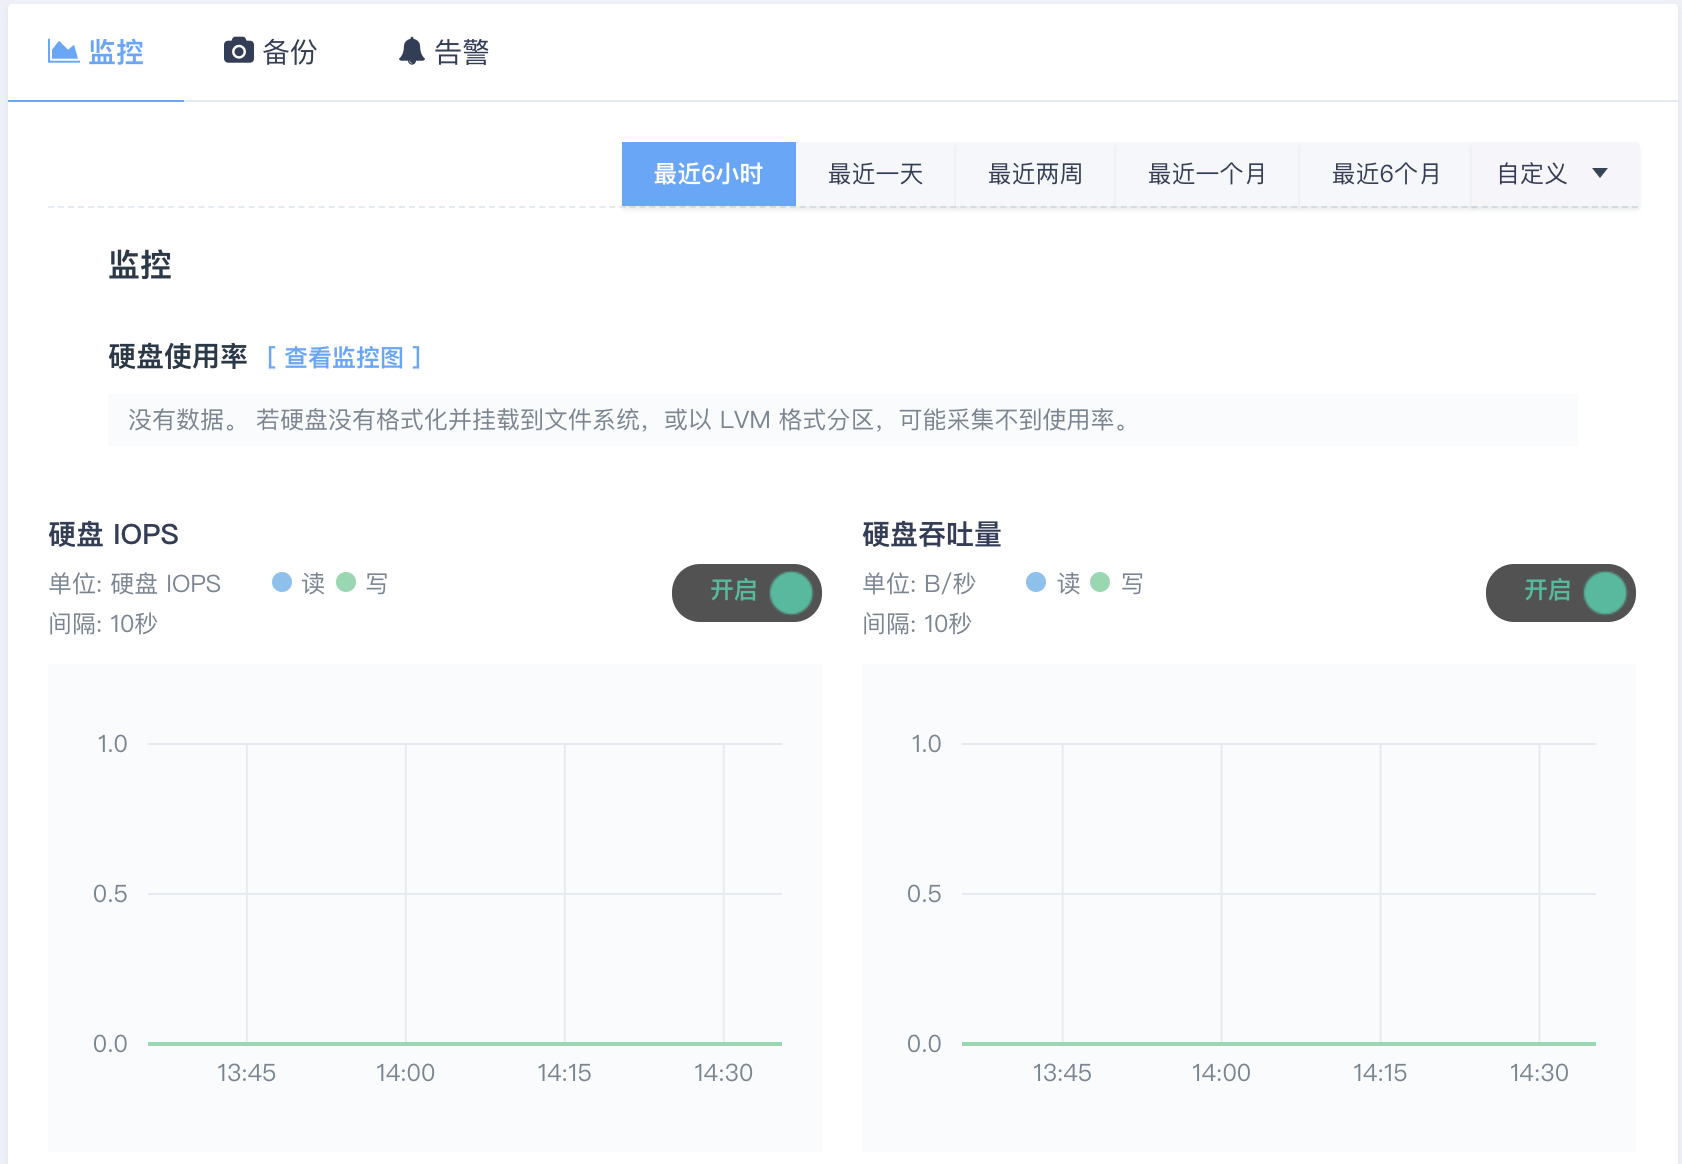 监控 备份 告警
最近6小时 最近一天 最近两周 最近一个月 最近6个月 自定义
监控
硬盘使用率 [ 查看监控图 ]
没有数据。 若硬盘没有格式化并挂载到文件系统，或以 LVM 格式分区，可能采集不到使用率。
硬盘 IOPS
单位: 硬盘 IOPS 读 写
间隔: 10秒
开启
1.0
0.5
0.0
13:45 14:00 14:15 14:30
硬盘吞吐量
单位: B/秒 读 写
间隔: 10秒
开启
1.0
0.5
0.0
13:45 14:00 14:15 14:30